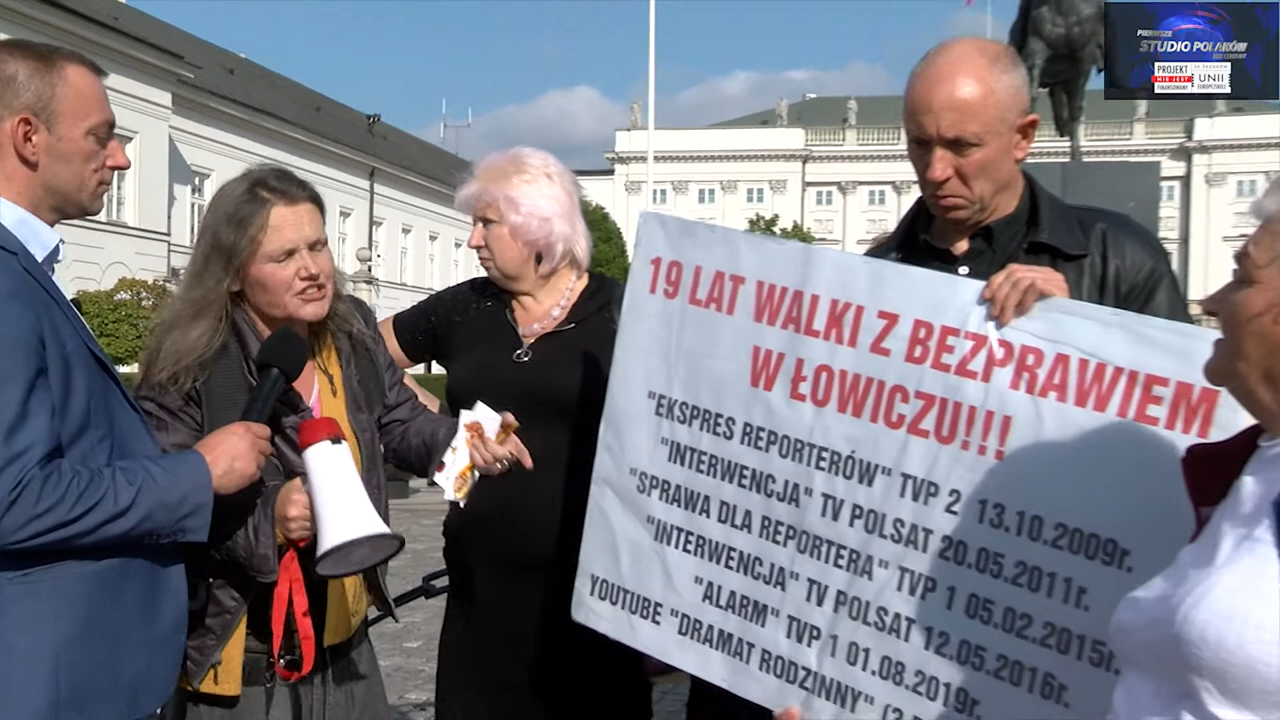 PIERWSZE
STUDIO POLAKÓW
PROJEKT
NIE JEST
FINANSOWANY
ZE ŚRODKÓW
UNII
EUROPEJSKIEJ
19 LAT WALKI Z BEZPRAWIEM
W ŁOWICZU!!!
"EKSPRES REPORTERÓW" TVP 2 13.10.2009r.
"INTERWENCJA" TV POLSAT 20.05.2011r.
"SPRAWA DLA REPORTERA" TVP 1 05.02.2015r.
"INTERWENCJA" TV POLSAT 12.05.2016r.
"ALARM" TVP 1 01.08.2019r.
YOUTUBE "DRAMAT RODZINNY"